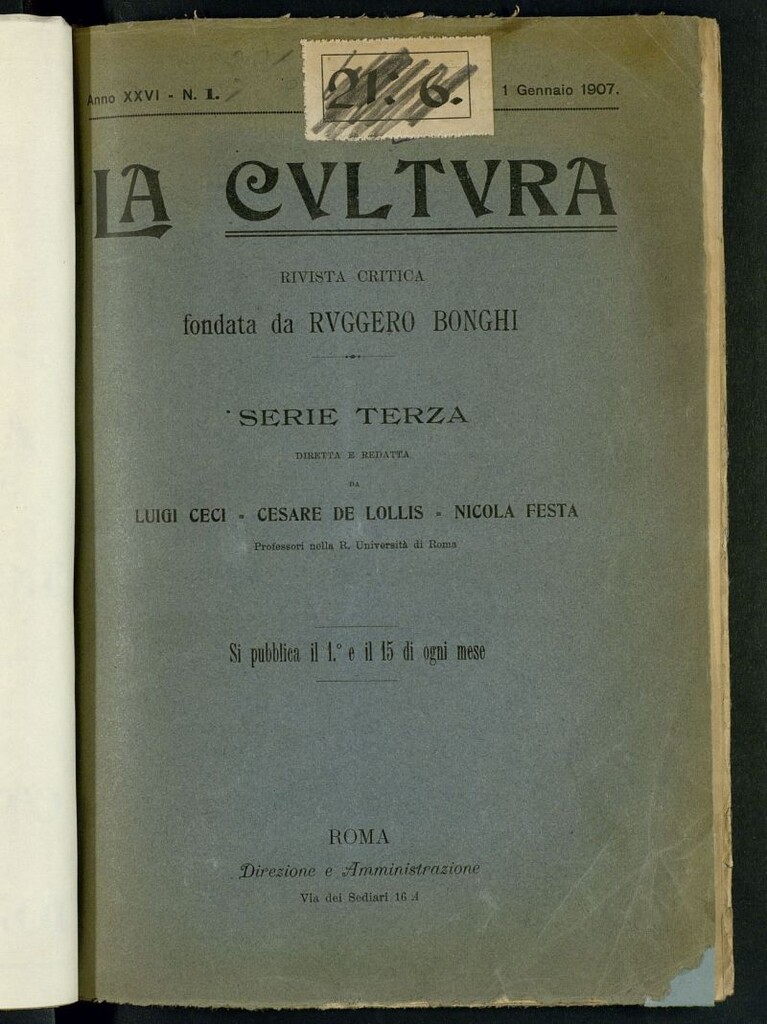 Anno XXVI - N. 1.
21. 6.
1 Gennaio 1907.
LA CVLTVRA
RIVISTA CRITICA
fondata da RVGGERO BONGHI
SERIE TERZA
DIRETTA E REDATTA
DA
LUIGI CECI - CESARE DE LOLLIS - NICOLA FESTA
Professori nella R. Università di Roma
Si pubblica il 1.° e il 15 di ogni mese
ROMA
Direzione e Amministrazione
Via dei Sediari 16 A